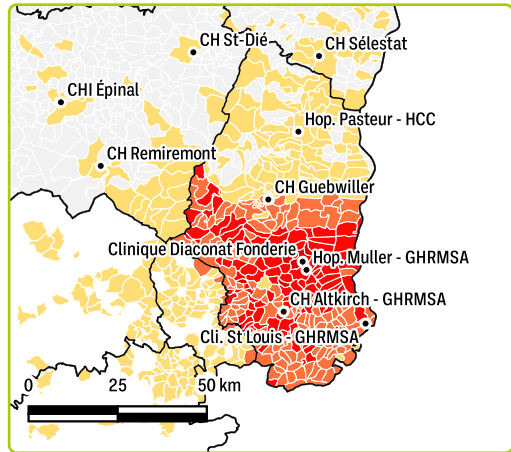 CH St-Dié
CH Sélestat
CHI Épinal
Hop. Pasteur - HCC
CH Remiremont
CH Guebwiller
Clinique Diaconat Fonderie
Hop. Muller - GHRMSA
CH Altkirch - GHRMSA
Cli. St Louis - GHRMSA
0 25 50 km